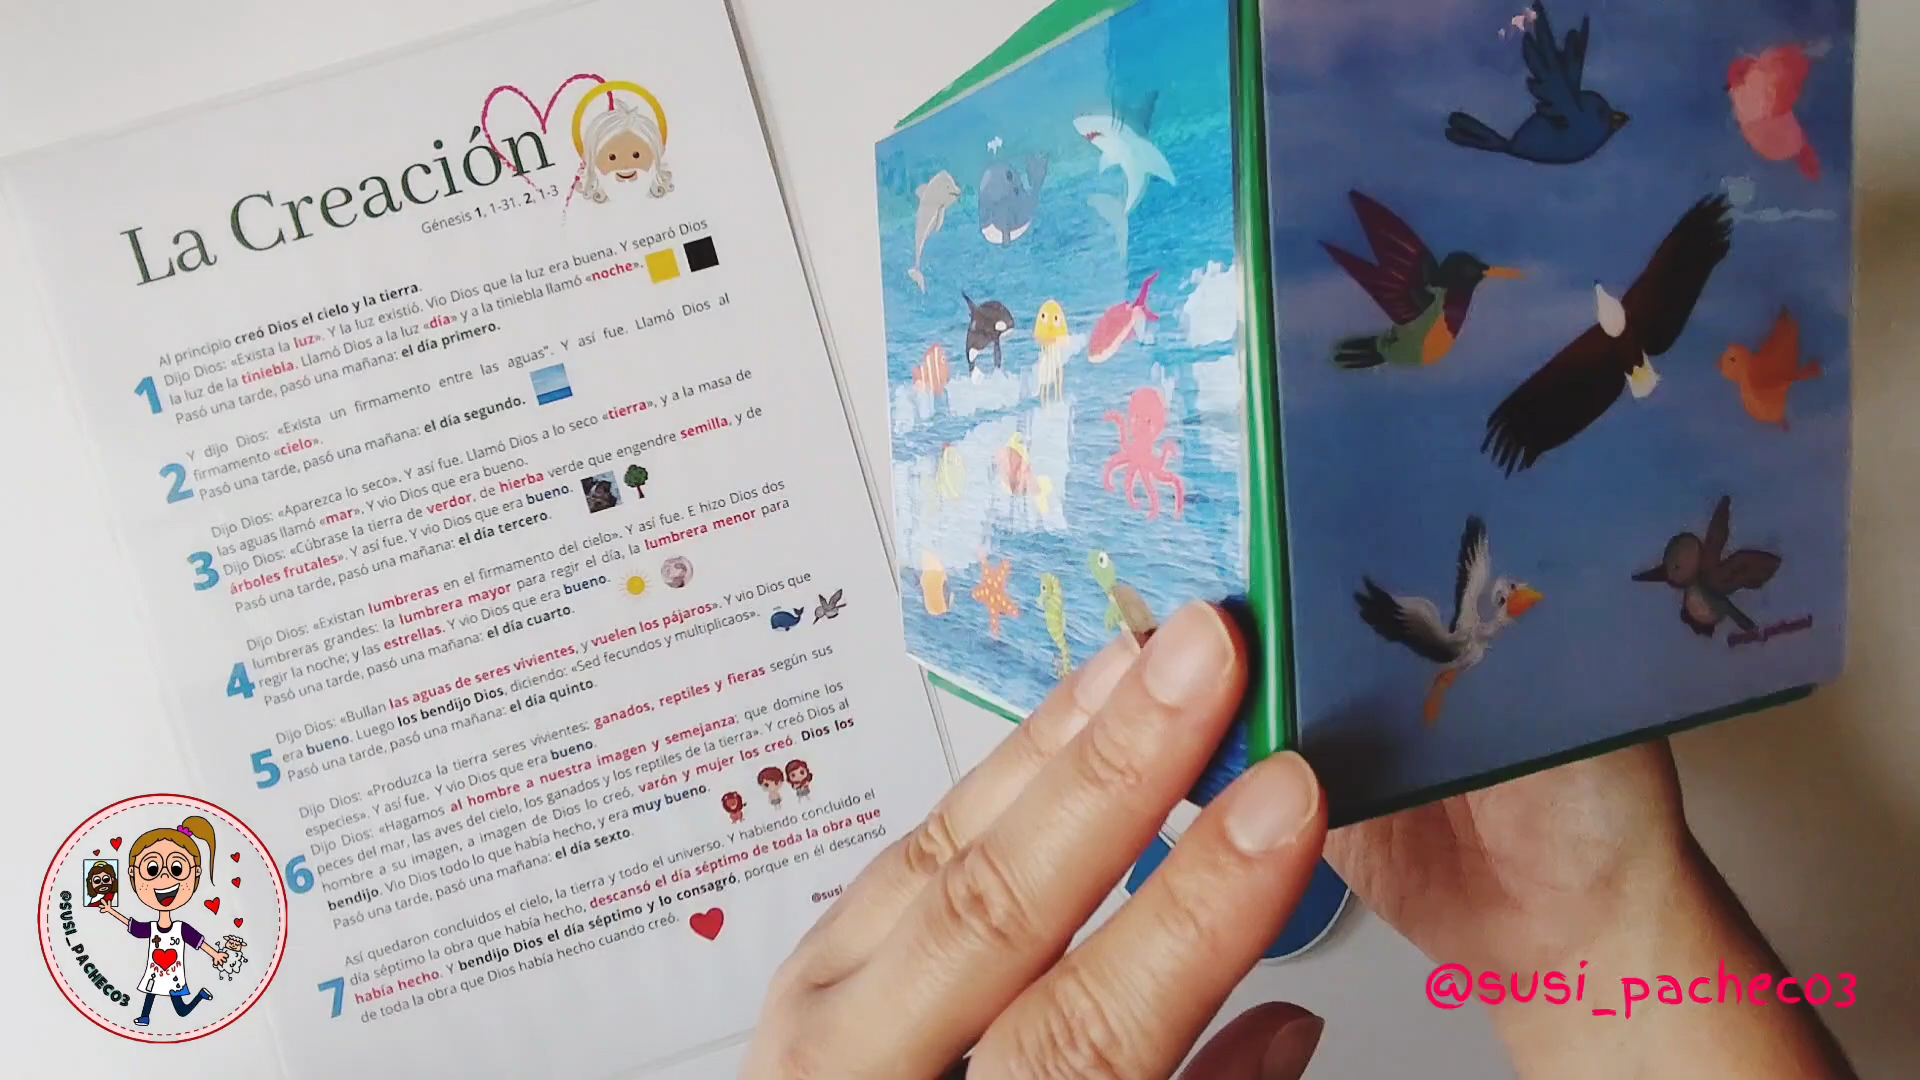 La Creación
Génesis 1, 1-31. 2, 1-3
Al principio creó Dios el cielo y la tierra.
1
Dijo Dios: «Exista la luz». Y la luz existió. Vio Dios que la luz era buena. Y separó Dios
la luz de la tiniebla. Llamó Dios a la luz «día» y a la tiniebla llamó «noche».
Pasó una tarde, pasó una mañana: el día primero.
2
Y dijo Dios: «Exista un firmamento entre las aguas". Y así fue. Llamó Dios al
firmamento «cielo».
Pasó una tarde, pasó una mañana: el día segundo.
3
Dijo Dios: «Aparezca lo seco». Y así fue. Llamó Dios a lo seco «tierra», y a la masa de
las aguas llamó «mar». Y vio Dios que era bueno.
Dijo Dios: «Cúbrase la tierra de verdor, de hierba verde que engendre semilla, y de
árboles frutales». Y así fue. Y vio Dios que era bueno.
Pasó una tarde, pasó una mañana: el día tercero.
4
Dijo Dios: «Existan lumbreras en el firmamento del cielo». Y así fue. E hizo Dios dos
lumbreras grandes: la lumbrera mayor para regir el día, la lumbrera menor para
regir la noche; y las estrellas. Y vio Dios que era bueno.
Pasó una tarde, pasó una mañana: el día cuarto.
5
Dijo Dios: «Bullan las aguas de seres vivientes, y vuelen los pájaros». Y vio Dios que
era bueno. Luego los bendijo Dios, diciendo: «Sed fecundos y multiplicaos».
Pasó una tarde, pasó una mañana: el día quinto.
6
Dijo Dios: «Produzca la tierra seres vivientes: ganados, reptiles y fieras según sus
especies». Y así fue. Y vio Dios que era bueno.
Dijo Dios: «Hagamos al hombre a nuestra imagen y semejanza; que domine los
peces del mar, las aves del cielo, los ganados y los reptiles de la tierra». Y creó Dios al
hombre a su imagen, a imagen de Dios lo creó, varón y mujer los creó. Dios los
bendijo. Vio Dios todo lo que había hecho, y era muy bueno.
Pasó una tarde, pasó una mañana: el día sexto.
7
Así quedaron concluidos el cielo, la tierra y todo el universo. Y habiendo concluido el
día séptimo la obra que había hecho, descansó el día séptimo de toda la obra que
había hecho. Y bendijo Dios el día séptimo y lo consagró, porque en él descansó
de toda la obra que Dios había hecho cuando creó.
@susi_
@SUSI_PACHECO3
50
PASCUA
@susi_pacheco3